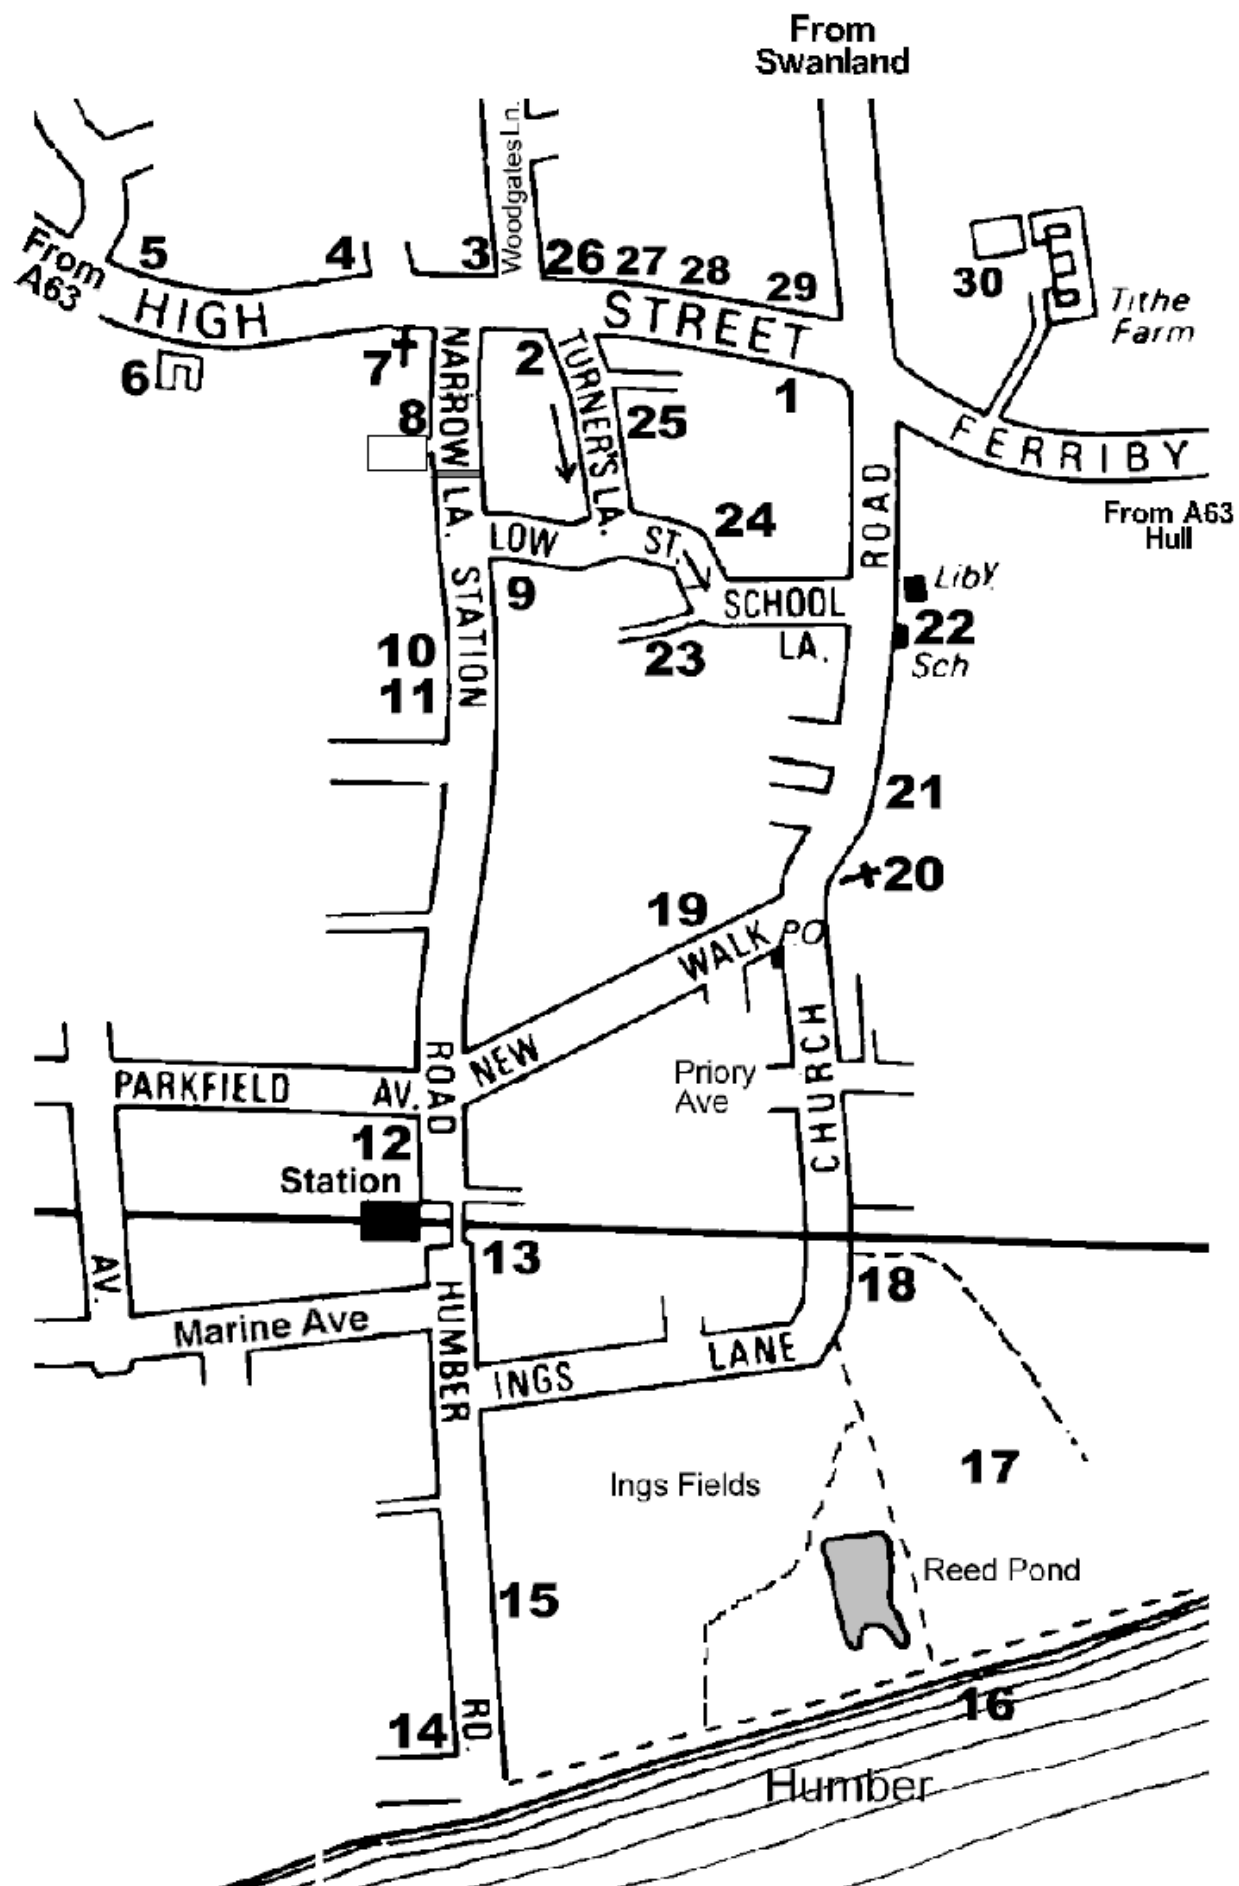 From
Swanland
Woodgates Ln.
From
A63
5
4
3
26
27
28
29
30
HIGH
STREET
Tithe
Farm
6
7
NARROW
2
TURNER'S LA.
1
8
25
FERRIBY
From A63
Hull
LA.
LOW
ST.
24
ROAD
Liby.
9
STATION
SCHOOL
LA.
22
Sch
10
11
23
21
20
19
P.O
WALK
NEW
ROAD
CHURCH
PARKFIELD
AV.
Priory
Ave
12
Station
13
18
AV.
Marine Ave
HUMBER
INGS
LANE
17
Ings Fields
Reed Pond
15
14
RD.
16
Humber